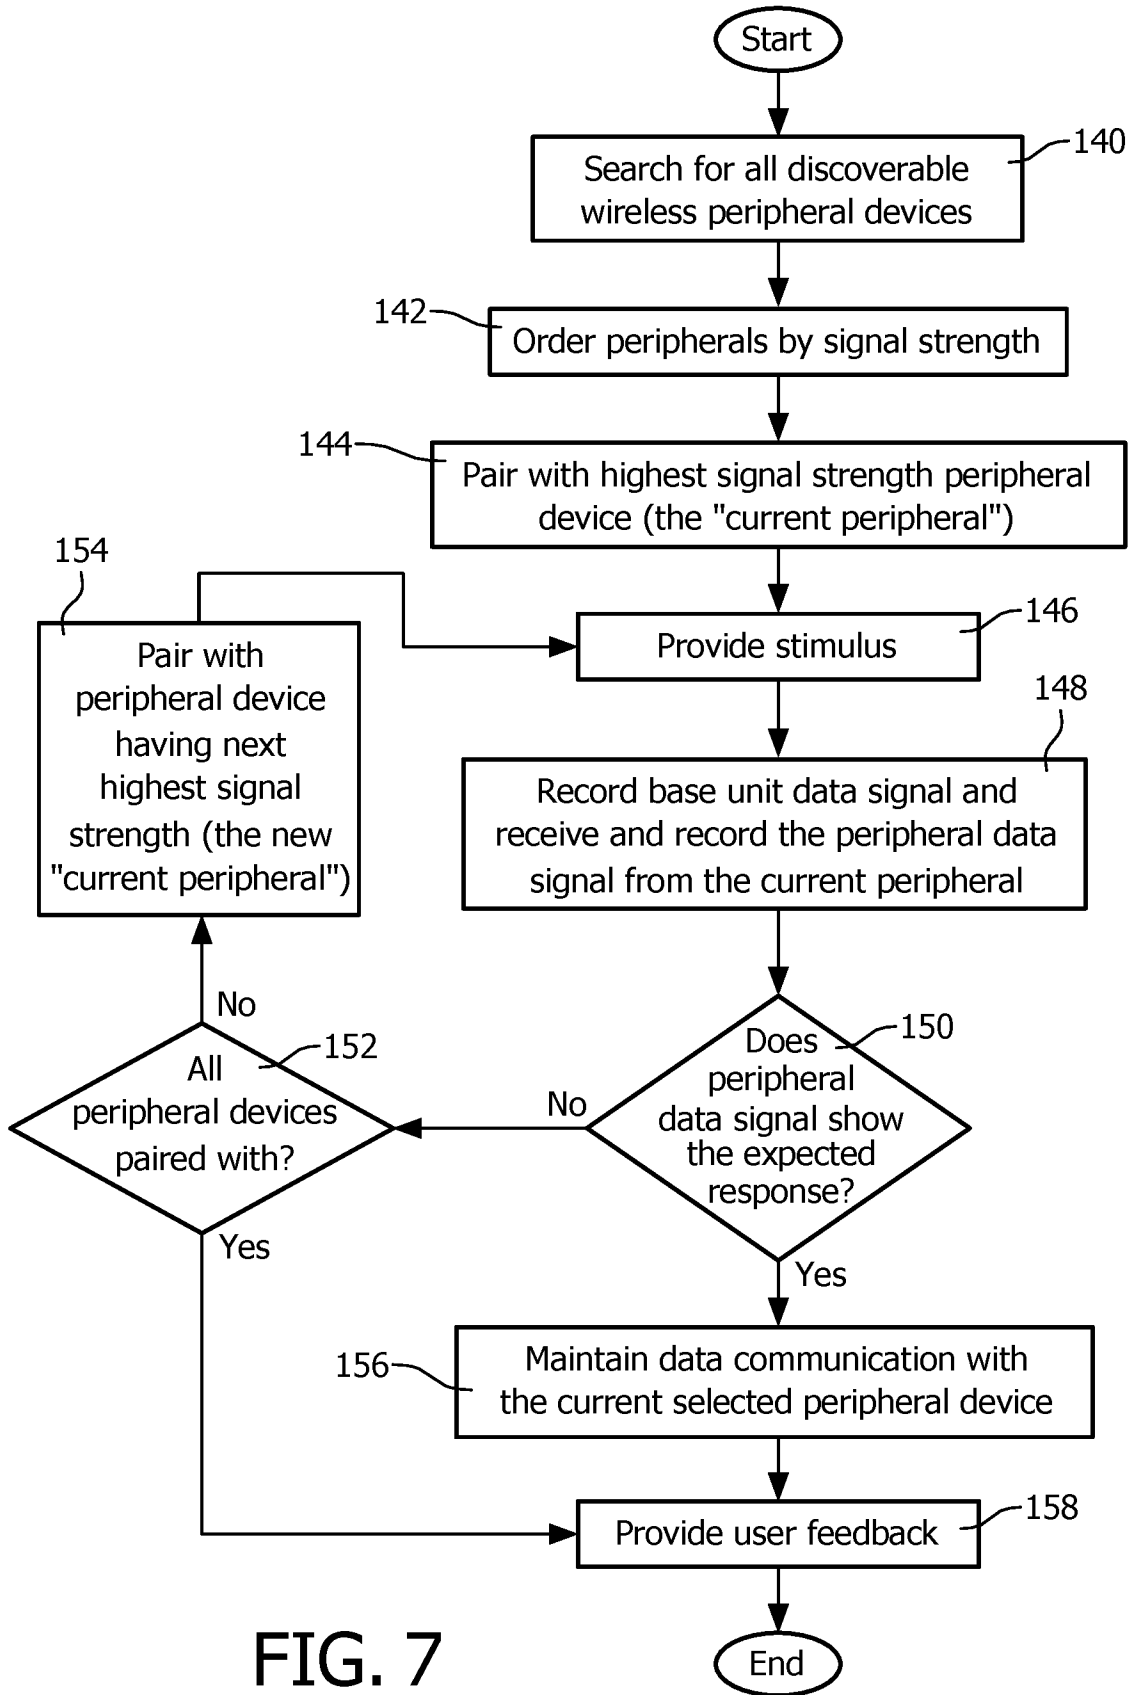 Start
140
Search for all discoverable
wireless peripheral devices
142
Order peripherals by signal strength
144
Pair with highest signal strength peripheral
device (the "current peripheral")
154
Pair with
peripheral device
having next
highest signal
strength (the new
"current peripheral")
146
Provide stimulus
148
Record base unit data signal and
receive and record the peripheral data
signal from the current peripheral
150
Does
peripheral
data signal show
the expected
response?
No
152
All
peripheral devices
paired with?
No
Yes
Yes
156
Maintain data communication with
the current selected peripheral device
158
Provide user feedback
End
FIG. 7